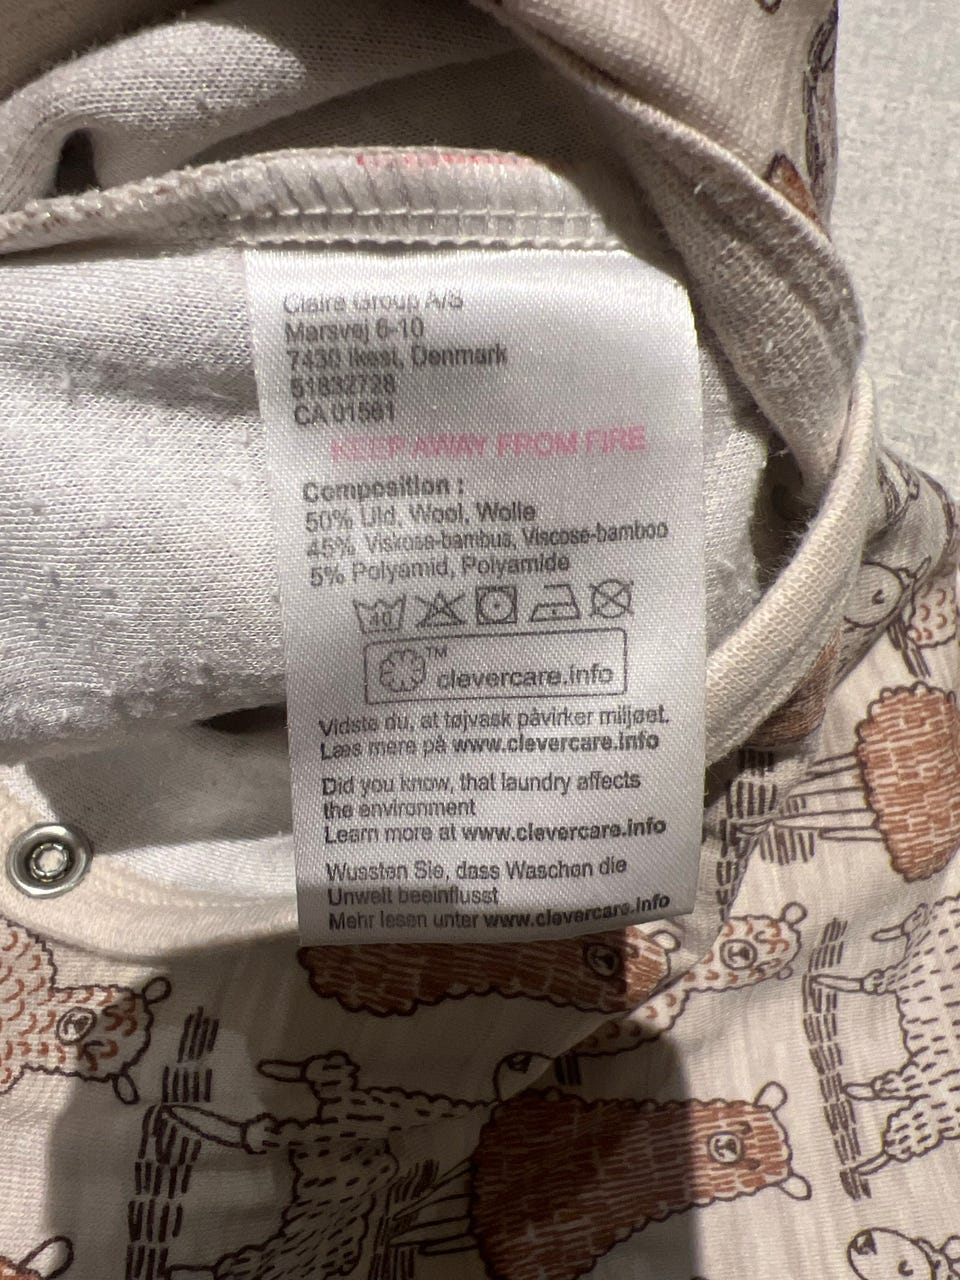 Claire Group A/S
Marsvej 6-10
7430 Ikast, Denmark
51832728
CA 01561
KEEP AWAY FROM FIRE
Composition :
50% Uld, Wool, Wolle
45% Viskose-bambus, Viscose-bamboo
5% Polyamid, Polyamide
40
™
clevercare.info
Vidste du, at tøjvask påvirker miljøet.
Læs mere på www.clevercare.info
Did you know, that laundry affects
the environment
Learn more at www.clevercare.info
Wussten Sie, dass Waschen die
Umwelt beeinflusst
Mehr lesen unter www.clevercare.info